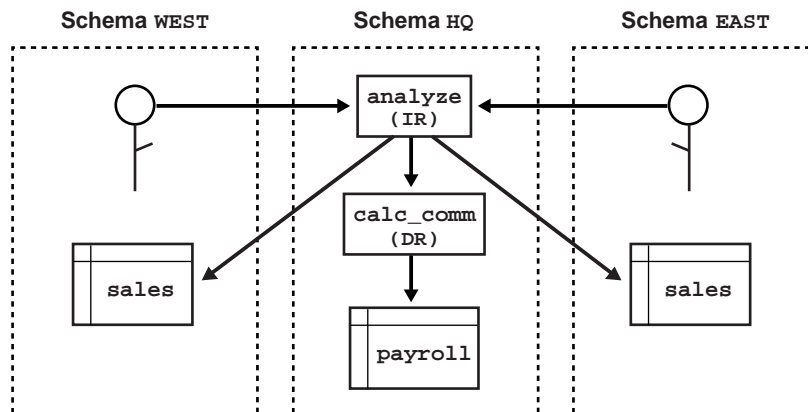 Schema WEST
Schema HQ
Schema EAST
analyze
(IR)
calc_comm
(DR)
sales
sales
payroll